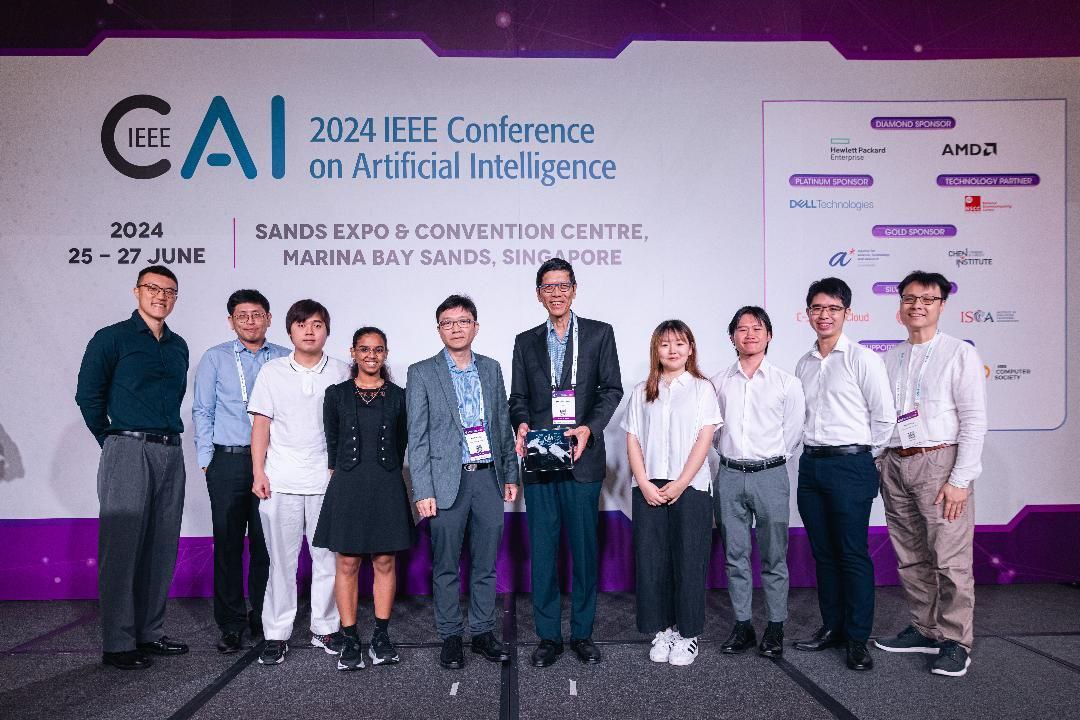 IEEE
CAI
2024 IEEE Conference
on Artificial Intelligence
2024
25 – 27 JUNE
SANDS EXPO & CONVENTION CENTRE,
MARINA BAY SANDS, SINGAPORE
DIAMOND SPONSOR
Hewlett Packard
Enterprise
AMD
PLATINUM SPONSOR
TECHNOLOGY PARTNER
DELL Technologies
NSCC
GOLD SPONSOR
CHEN
INSTITUTE
Cloud
ISCA
COMPUTER
SOCIETY